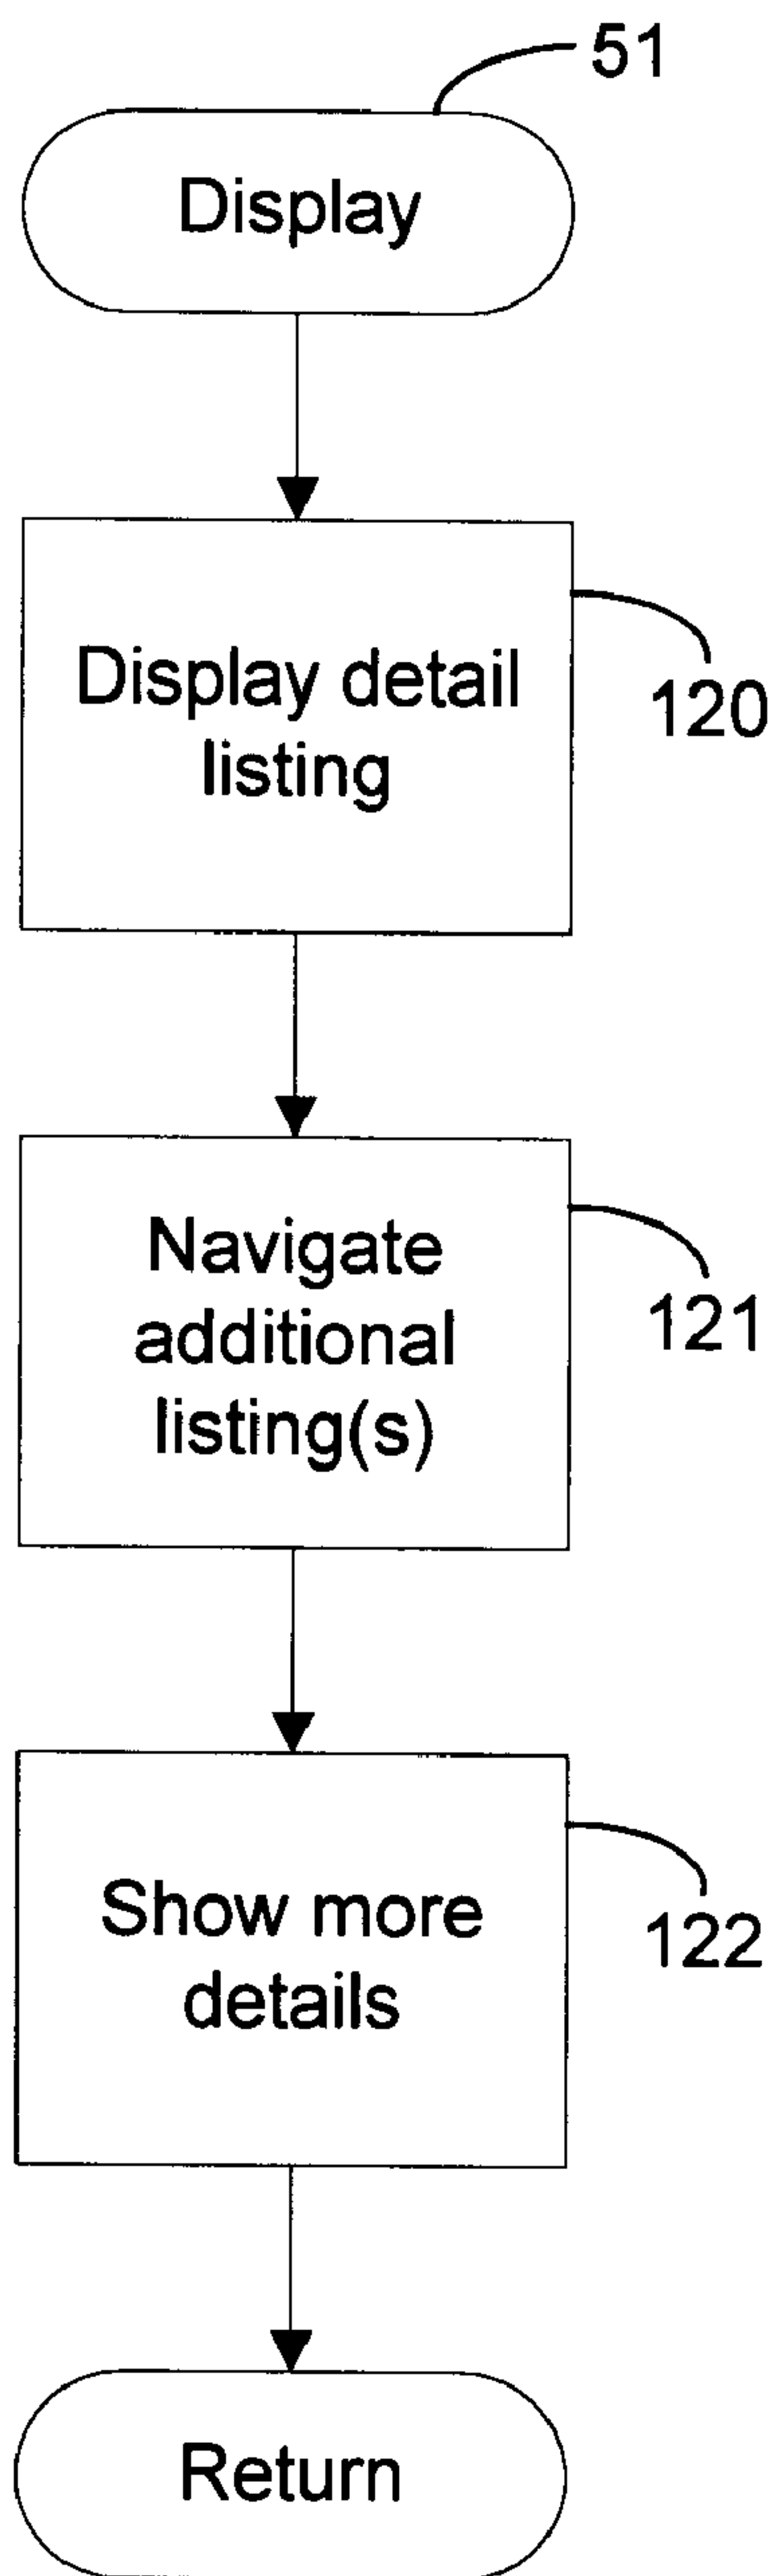 51
Display
Display detail
listing
120
Navigate
additional
listing(s)
121
Show more
details
122
Return